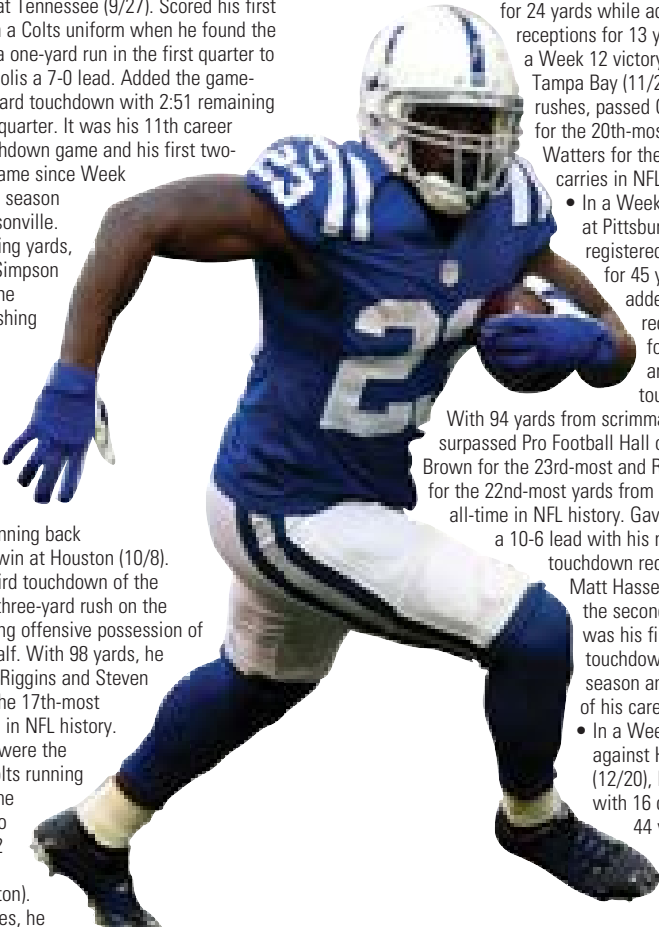 at Tennessee (9/27). Scored his first
a Colts uniform when he found the
a one-yard run in the first quarter to
polis a 7-0 lead. Added the game-
ard touchdown with 2:51 remaining
quarter. It was his 11th career
hdown game and his first two-
ame since Week
season
sonville.
ing yards,
Simpson
he
shing
nning back
win at Houston (10/8).
ird touchdown of the
three-yard rush on the
ng offensive possession of
alf. With 98 yards, he
Riggins and Steven
he 17th-most
in NFL history.
were the
olts running
he
o
2
ton).
es, he
for 24 yards while ad
receptions for 13 y
a Week 12 victory
Tampa Bay (11/2
rushes, passed
for the 20th-most
Watters for the
carries in NFL
• In a Week
at Pittsbur
registered
for 45 y
adde
rec
fo
ar
tou
With 94 yards from scrimma
surpassed Pro Football Hall o
Brown for the 23rd-most and R
for the 22nd-most yards from
all-time in NFL history. Gav
a 10-6 lead with his
touchdown rec
Matt Hasse
the second
was his fi
touchdow
season an
of his care
• In a Wee
against H
(12/20),
with 16 c
44 y
23